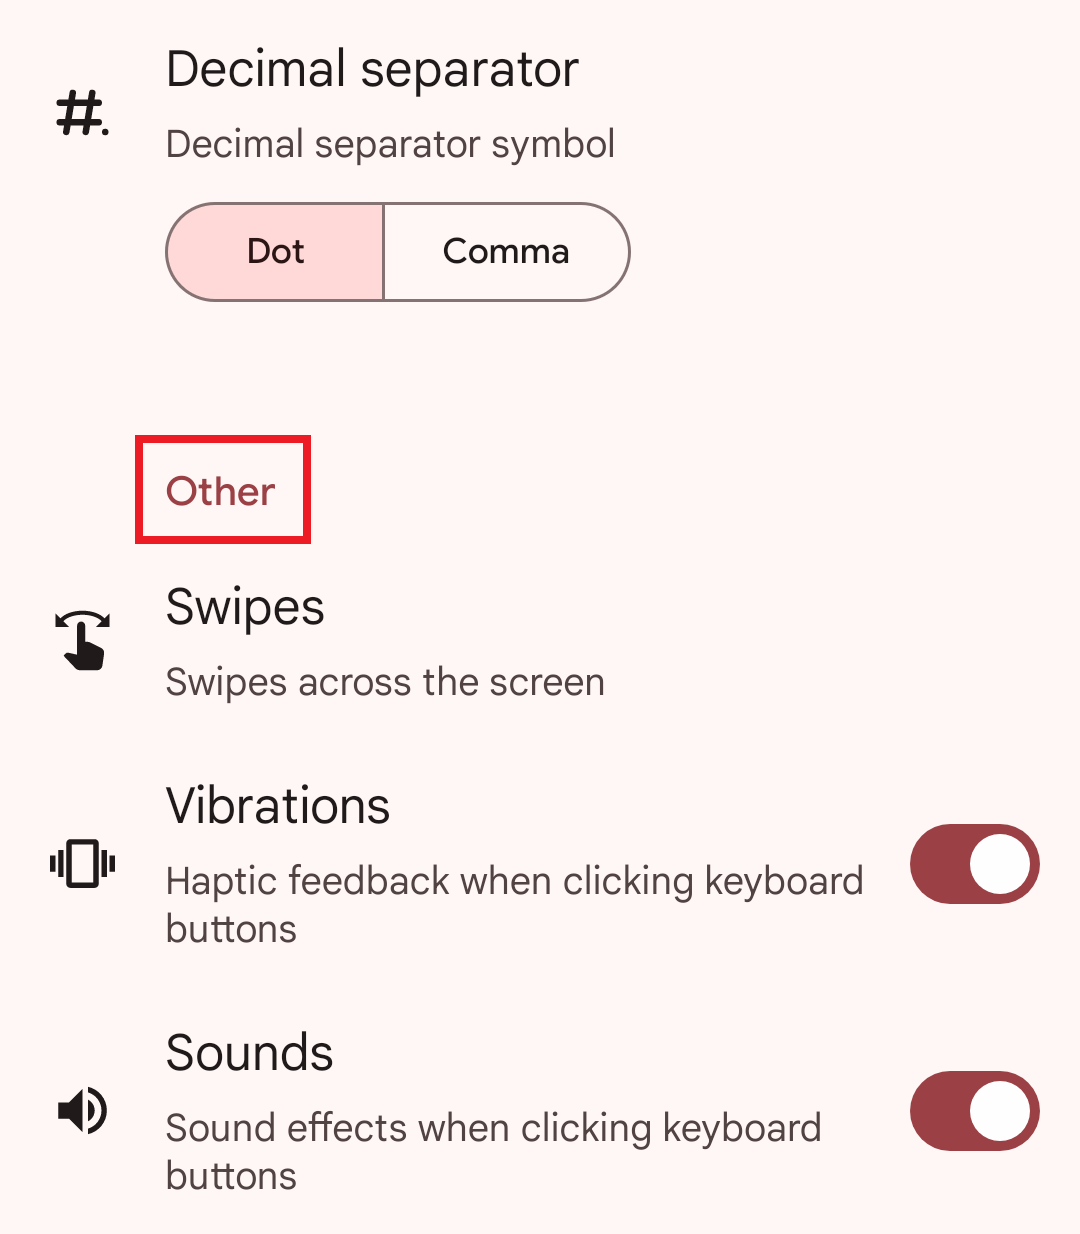 Decimal separator
Decimal separator symbol
Dot
Comma
Other
Swipes
Swipes across the screen
Vibrations
Haptic feedback when clicking keyboard
buttons
Sounds
Sound effects when clicking keyboard
buttons